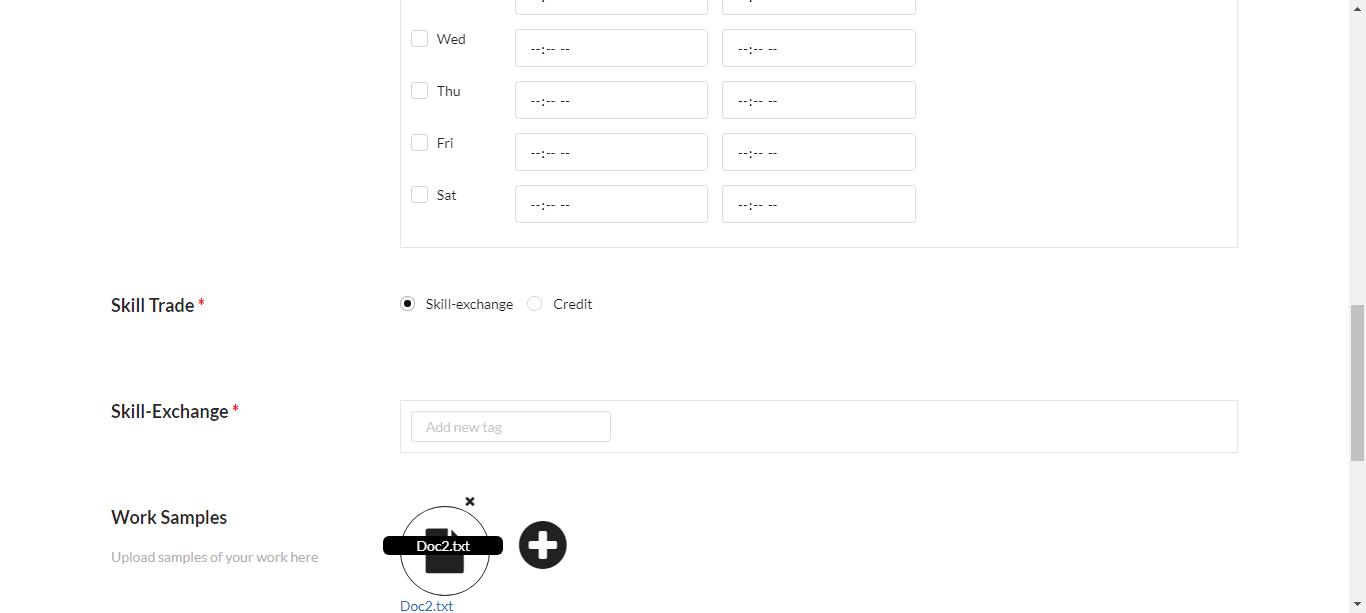 Wed --:-- -- --:-- --
Thu --:-- -- --:-- --
Fri --:-- -- --:-- --
Sat --:-- -- --:-- --
Skill Trade * Skill-exchange Credit
Skill-Exchange *
Add new tag
Work Samples
Doc2.txt
Upload samples of your work here
Doc2.txt